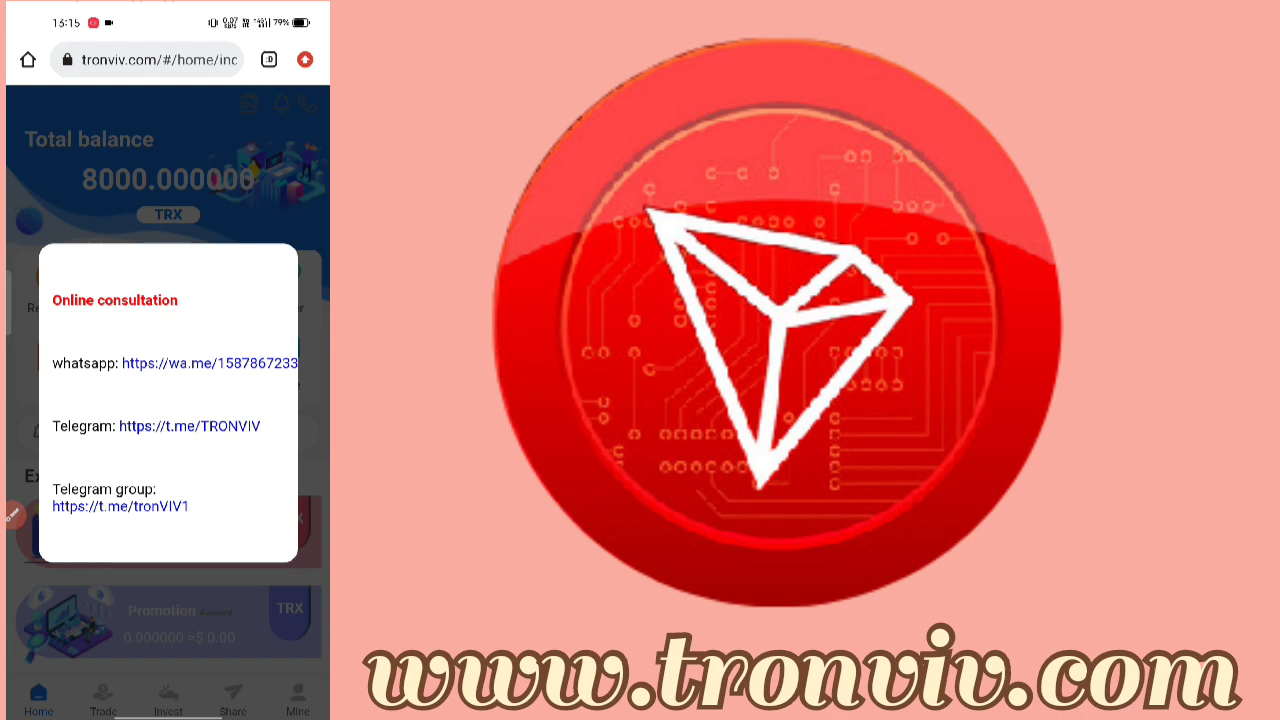 15:15
79%
tronviv.com/#/home/inc
Total balance
8000.000000
TRX
Online consultation
whatsapp: https://wa.me/1587867233
Telegram: https://t.me/TRONVIV
Telegram group:
https://t.me/tronVIV1
Promotion Account
TRX
0.000000 ≈$ 0.00
Home Trade Invest Share Mine
www.tronviv.com